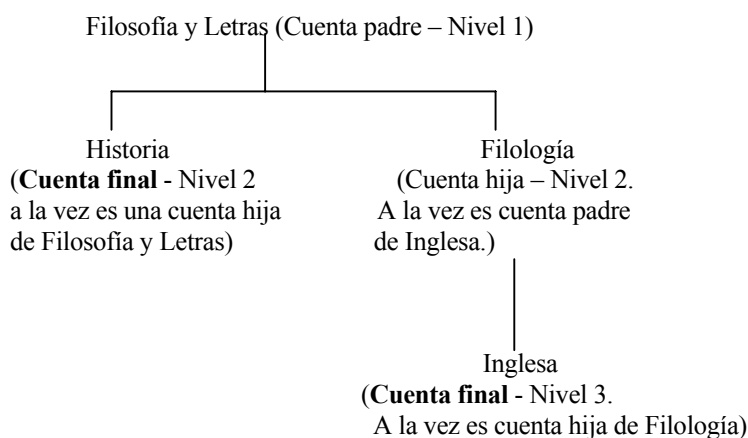 Filosofía y Letras (Cuenta padre – Nivel 1)
Historia
(Cuenta final - Nivel 2
a la vez es una cuenta hija
de Filosofía y Letras)
Filología
(Cuenta hija – Nivel 2.
A la vez es cuenta padre
de Inglesa.)
Inglesa
(Cuenta final - Nivel 3.
A la vez es cuenta hija de Filología)